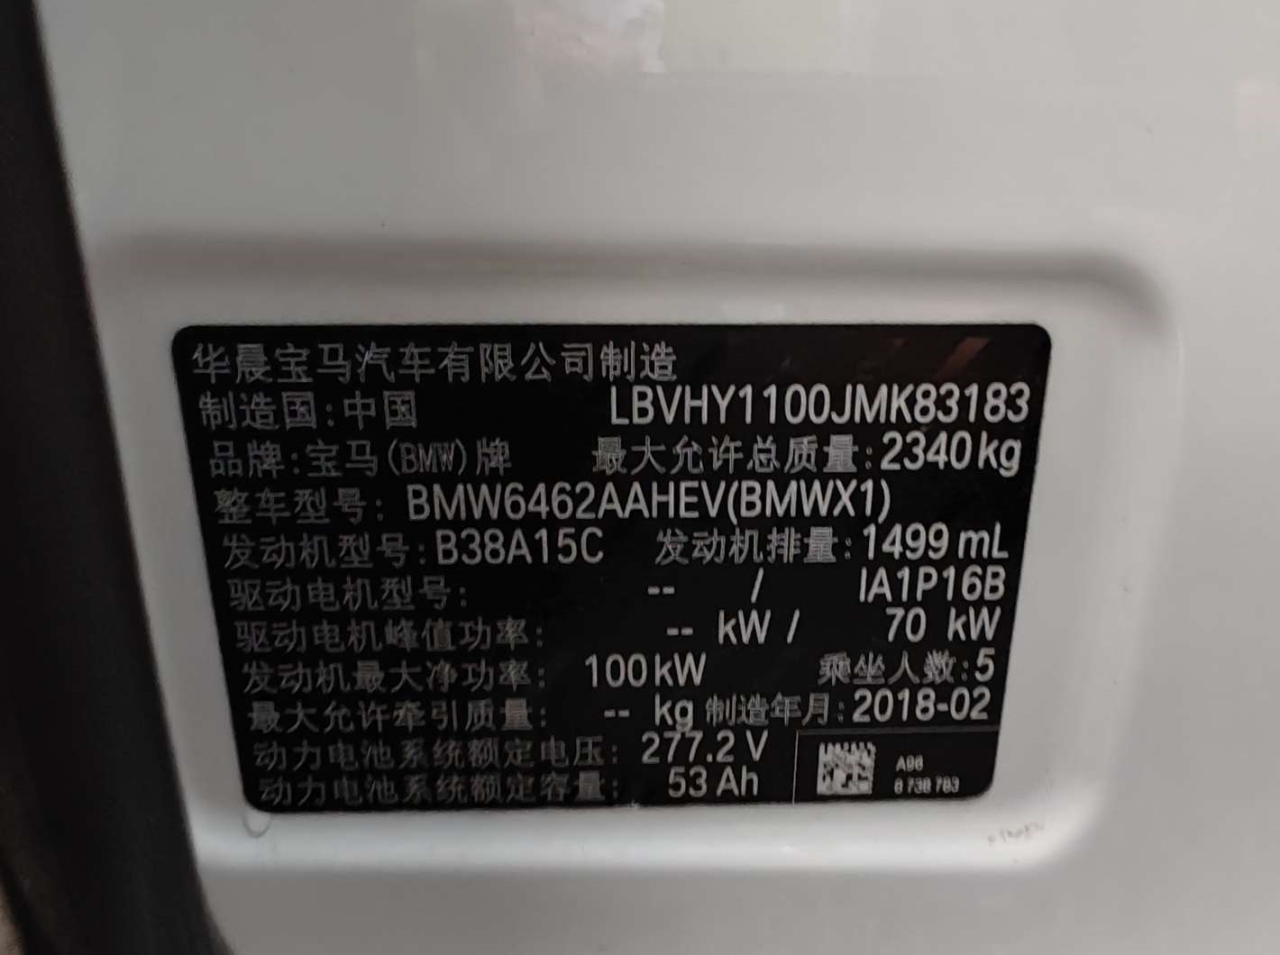 华晨宝马汽车有限公司制造
制造国:中国 LBVHY1100JMK83183
品牌:宝马(BMW)牌 最大允许总质量:2340kg
整车型号: BMW6462AAHEV(BMWX1)
发动机型号:B38A15C 发动机排量:1499 mL
驱动电机型号: -- / IA1P16B
驱动电机峰值功率: -- kW / 70 kW
发动机最大净功率: 100 kW 乘坐人数:5
最大允许牵引质量: -- kg 制造年月:2018-02
动力电池系统额定电压: 277.2 V
动力电池系统额定容量: 53 Ah
8 738 783